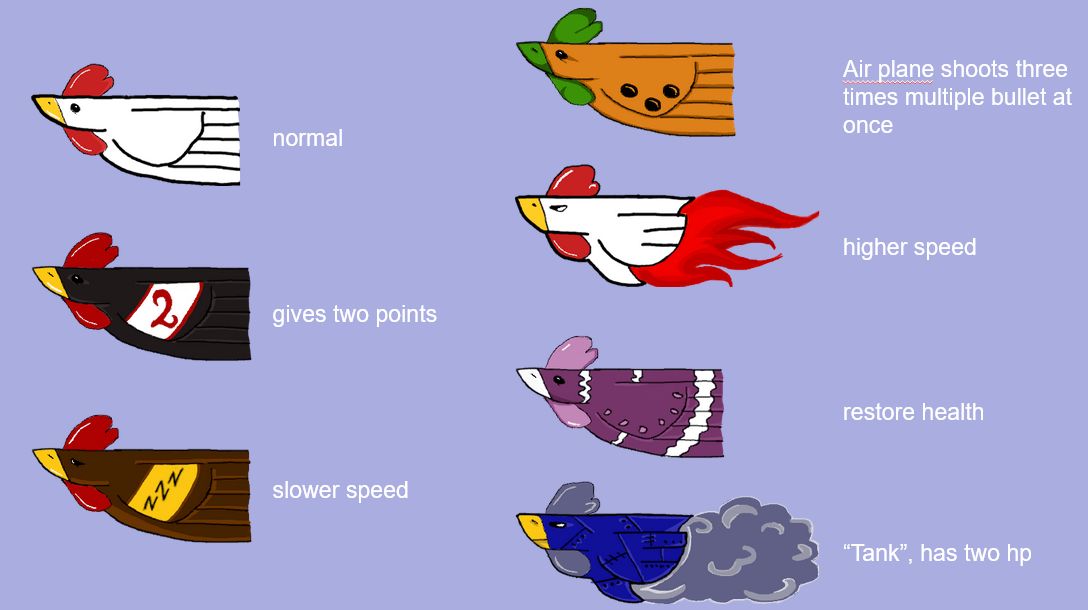 normal
2
gives two points
z-z-z
slower speed
Air plane shoots three
times multiple bullet at
once
higher speed
restore health
“Tank”, has two hp